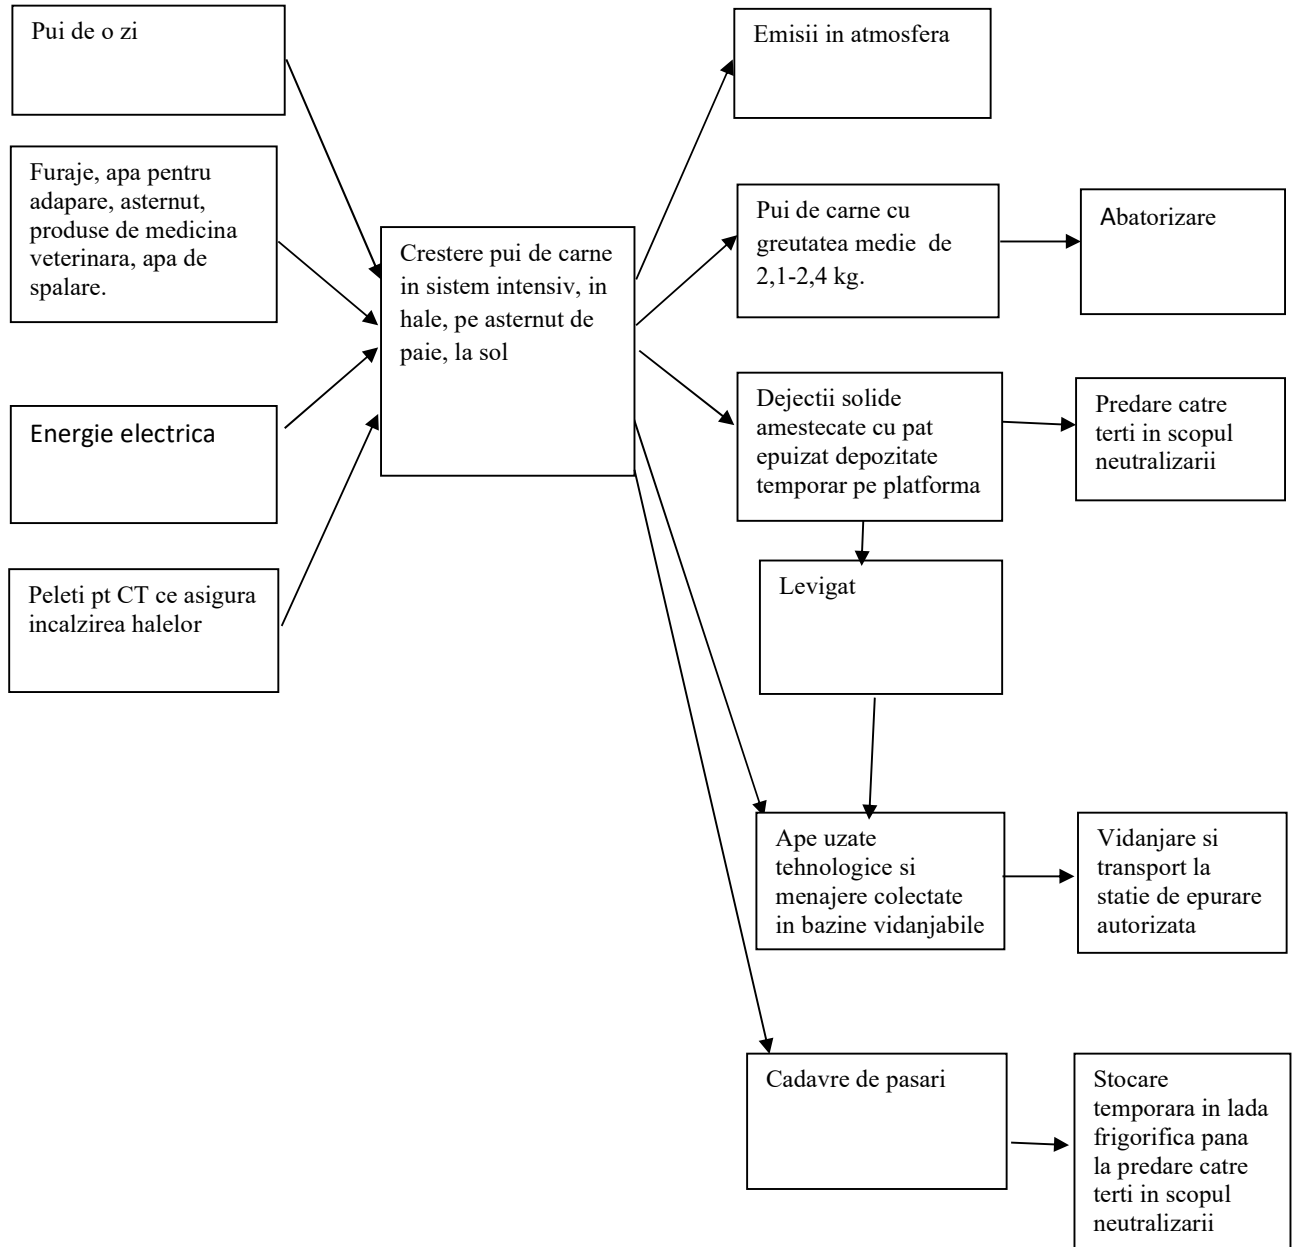 Pui de o zi
Furaje, apa pentru
adapare, asternut,
produse de medicina
veterinara, apa de
spalare.
Energie electrica
Peleti pt CT ce asigura
incalzirea halelor
Crestere pui de carne
in sistem intensiv, in
hale, pe asternut de
paie, la sol
Emisii in atmosfera
Pui de carne cu
greutatea medie de
2,1-2,4 kg.
Abatorizare
Dejectii solide
amestecate cu pat
epuizat depozitate
temporar pe platforma
Predare catre
terti in scopul
neutralizarii
Levigat
Ape uzate
tehnologice si
menajere colectate
in bazine vidanjabile
Vidanjare si
transport la
statie de epurare
autorizata
Cadavre de pasari
Stocare
temporara in lada
frigorifica pana
la predare catre
terti in scopul
neutralizarii